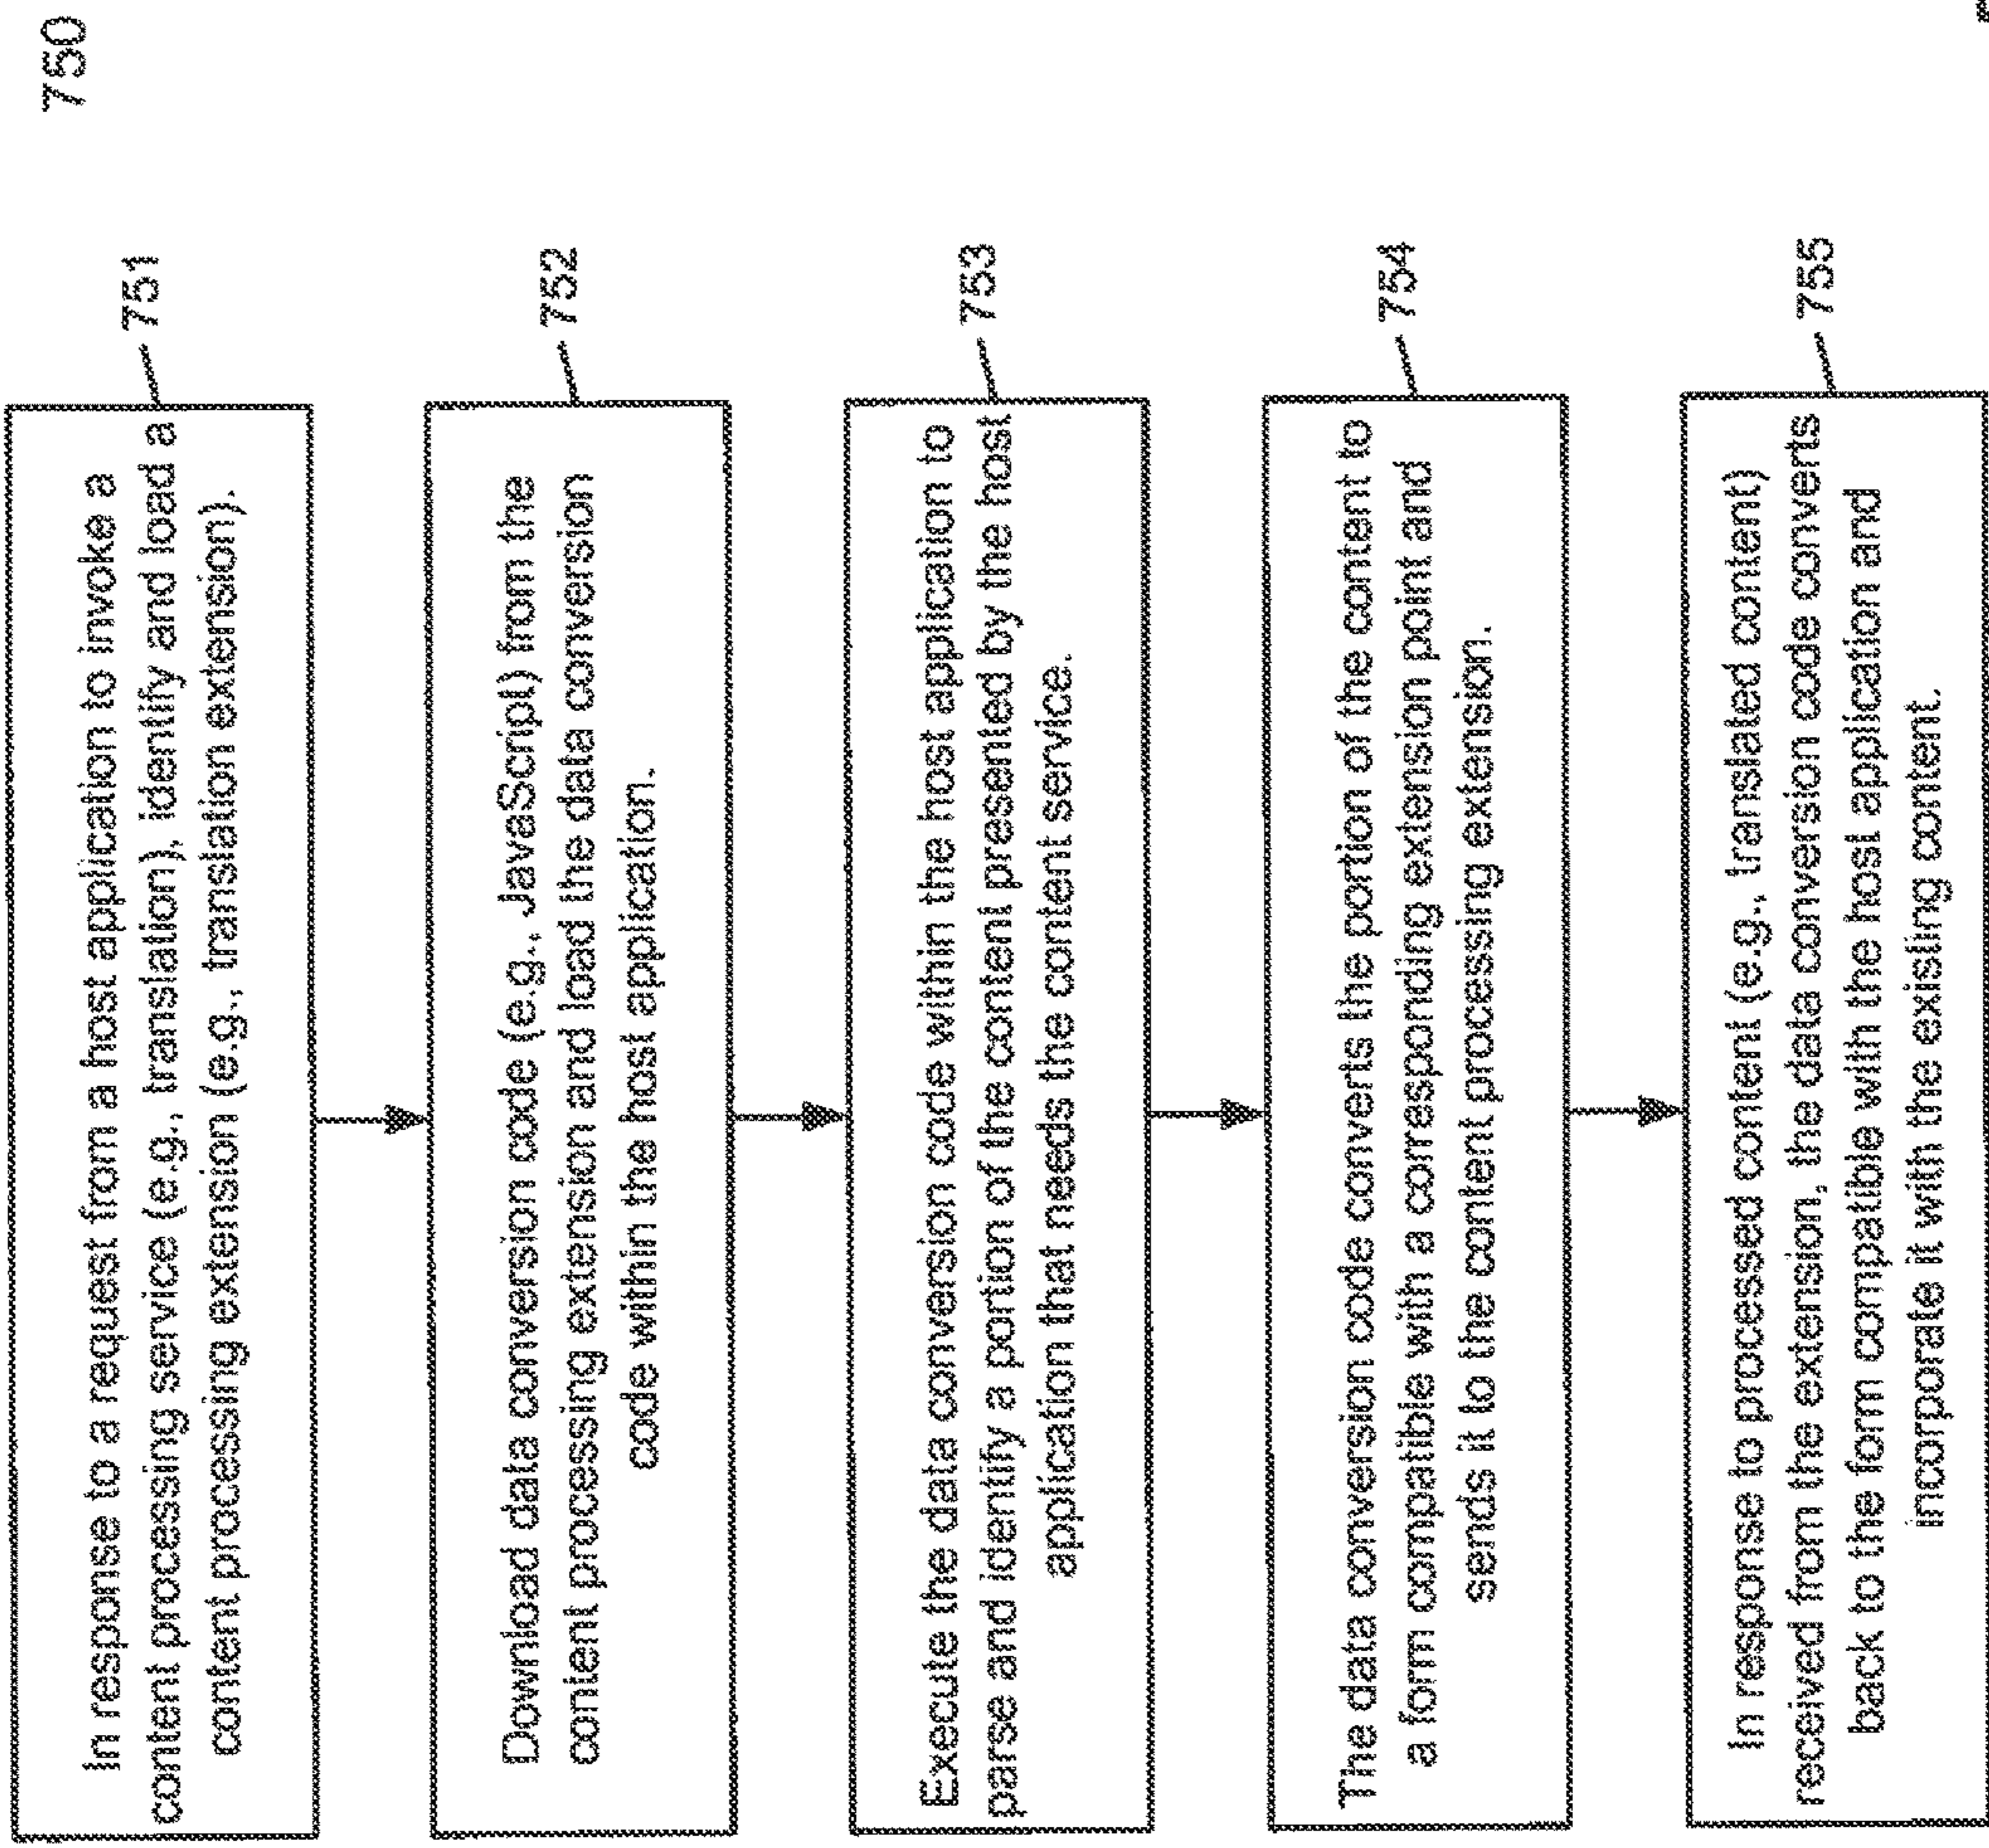 750
751
In response to a request from a host application to invoke a
content processing service (e.g., translation), identify and load a
content processing extension (e.g., translation extension).
752
Download data conversion code (e.g., JavaScript) from the
content processing extension and load the data conversion
code within the host application.
753
Execute the data conversion code within the host application to
parse and identify a portion of the content presented by the host
application that needs the content service.
754
The data conversion code converts the portion of the content to
a form compatible with a corresponding extension point and
sends it to the content processing extension.
755
In response to processed content (e.g., translated content)
received from the extension, the data conversion code converts
back to the form compatible with the host application and
incorporate it with the existing content.